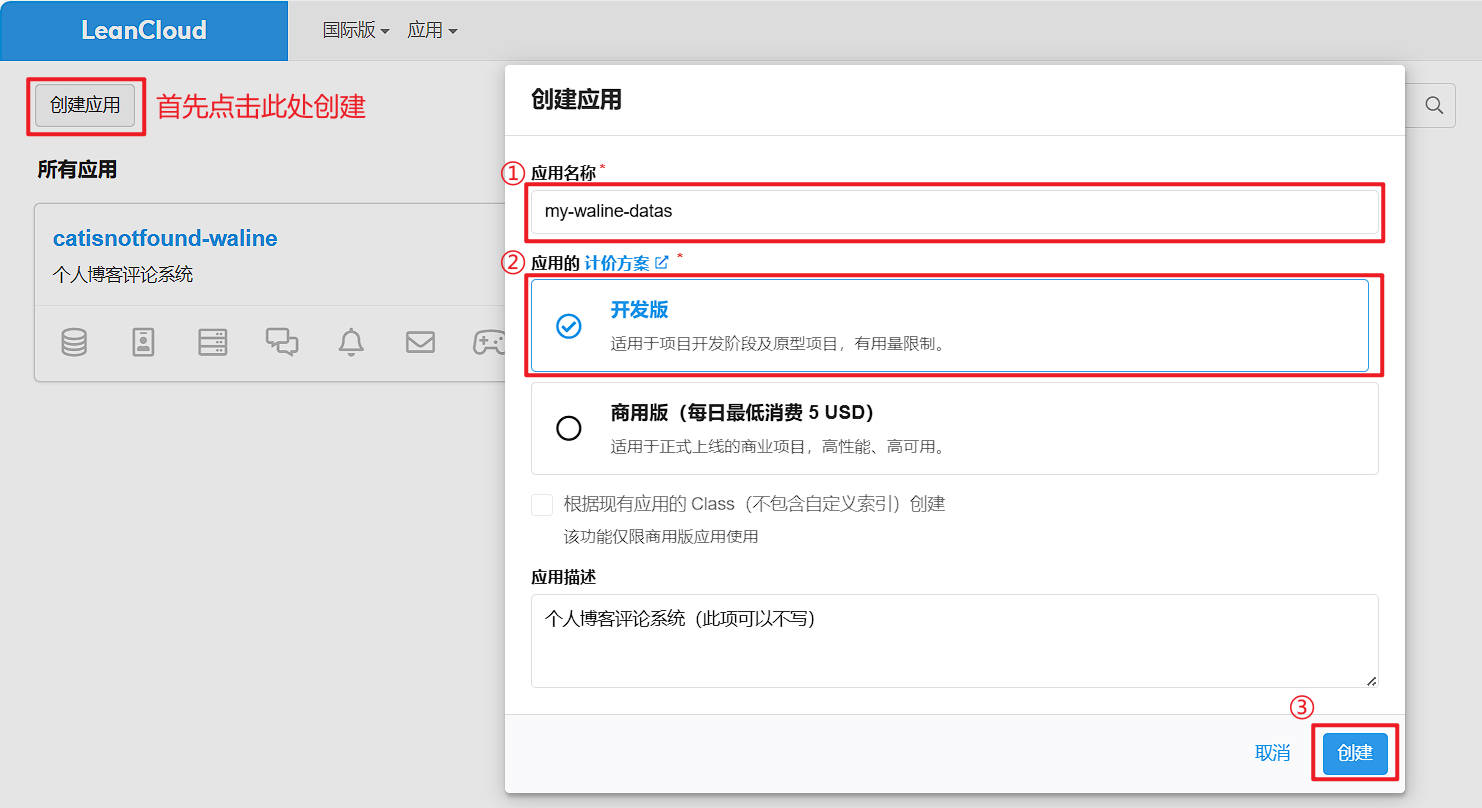 LeanCloud
国际版 应用
创建应用
首先点击此处创建
所有应用
catisnotfound-waline
个人博客评论系统
创建应用
① 应用名称 *
my-waline-datas
② 应用的 计价方案 *
开发版
适用于项目开发阶段及原型项目，有用量限制。
商用版（每日最低消费 5 USD）
适用于正式上线的商业项目，高性能、高可用。
根据现有应用的 Class（不包含自定义索引）创建
该功能仅限商用版应用使用
应用描述
个人博客评论系统（此项可以不写）
③
取消 创建